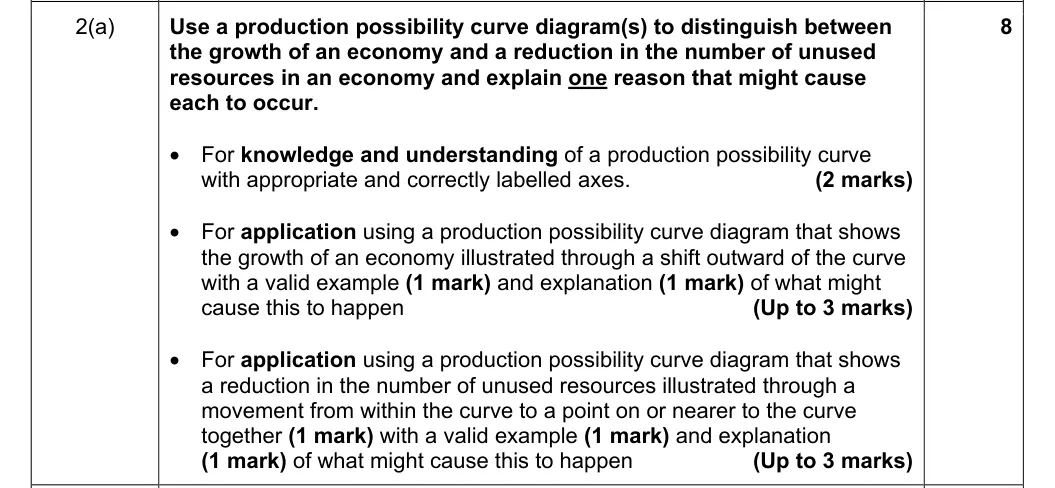 2(a)
Use a production possibility curve diagram(s) to distinguish between 8
the growth of an economy and a reduction in the number of unused
resources in an economy and explain one reason that might cause
each to occur.
• For knowledge and understanding of a production possibility curve
with appropriate and correctly labelled axes. (2 marks)
• For application using a production possibility curve diagram that shows
the growth of an economy illustrated through a shift outward of the curve
with a valid example (1 mark) and explanation (1 mark) of what might
cause this to happen (Up to 3 marks)
• For application using a production possibility curve diagram that shows
a reduction in the number of unused resources illustrated through a
movement from within the curve to a point on or nearer to the curve
together (1 mark) with a valid example (1 mark) and explanation
(1 mark) of what might cause this to happen (Up to 3 marks)